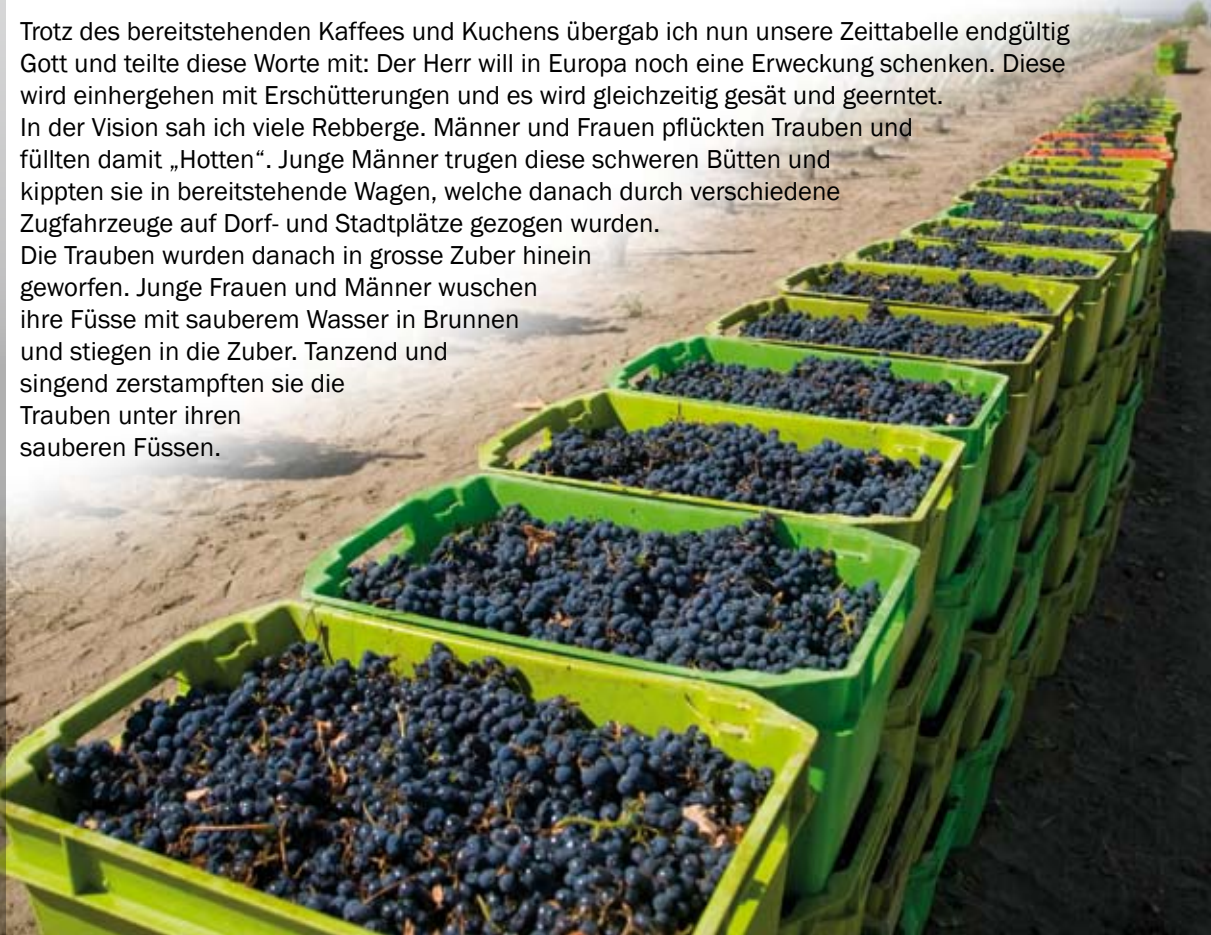 Trotz des bereitstehenden Kaffees und Kuchens übergab ich nun unsere Zeittabelle endgültig
Gott und teilte diese Worte mit: Der Herr will in Europa noch eine Erweckung schenken. Diese
wird einhergehen mit Erschütterungen und es wird gleichzeitig gesät und geerntet.
In der Vision sah ich viele Rebberge. Männer und Frauen pflückten Trauben und
füllten damit „Hotten“. Junge Männer trugen diese schweren Bütten und
kippten sie in bereitstehende Wagen, welche danach durch verschiedene
Zugfahrzeuge auf Dorf- und Stadtplätze gezogen wurden.
Die Trauben wurden danach in grosse Zuber hinein
geworfen. Junge Frauen und Männer wuschen
ihre Füsse mit sauberem Wasser in Brunnen
und stiegen in die Zuber. Tanzend und
singend zerstampften sie die
Trauben unter ihren
sauberen Füssen.